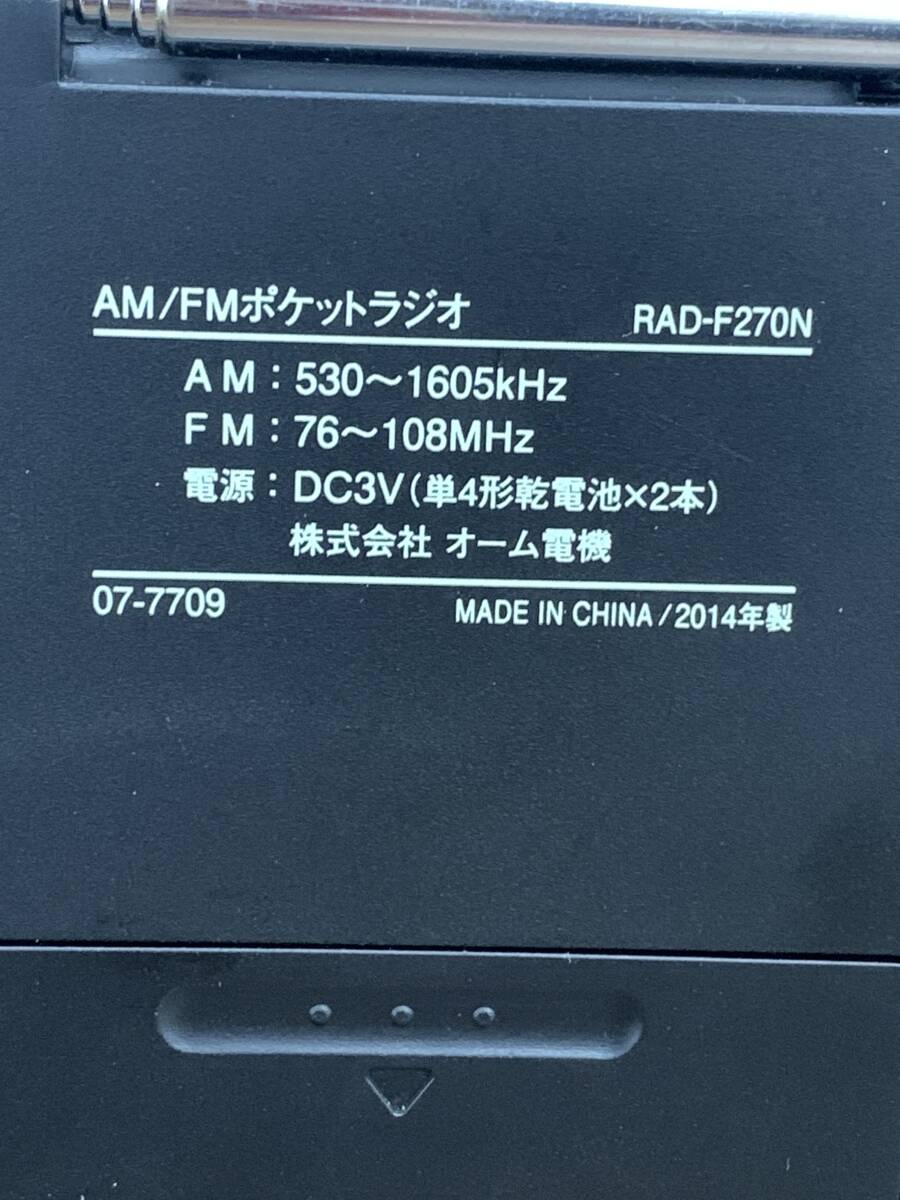 AM/FMポケットラジオ RAD-F270N
AM：530〜1605kHz
FM：76〜108MHz
電源：DC3V（単4形乾電池×2本）
株式会社 オーム電機
07-7709 MADE IN CHINA/2014年製